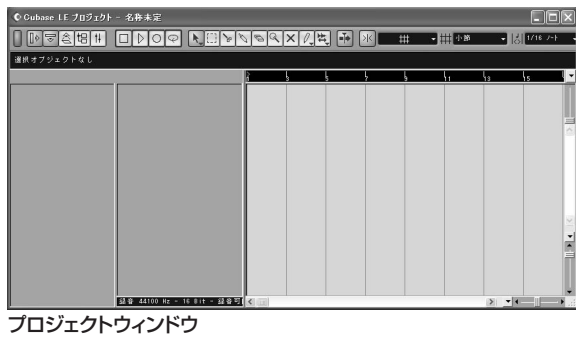 Cubase LE プロジェクト - 名称未定
小節
1/16 ノート
選択オブジェクトなし
1 3 5 7 9 11 13 15
録音 44100 Hz - 16 Bit - 録音可
プロジェクトウィンドウ